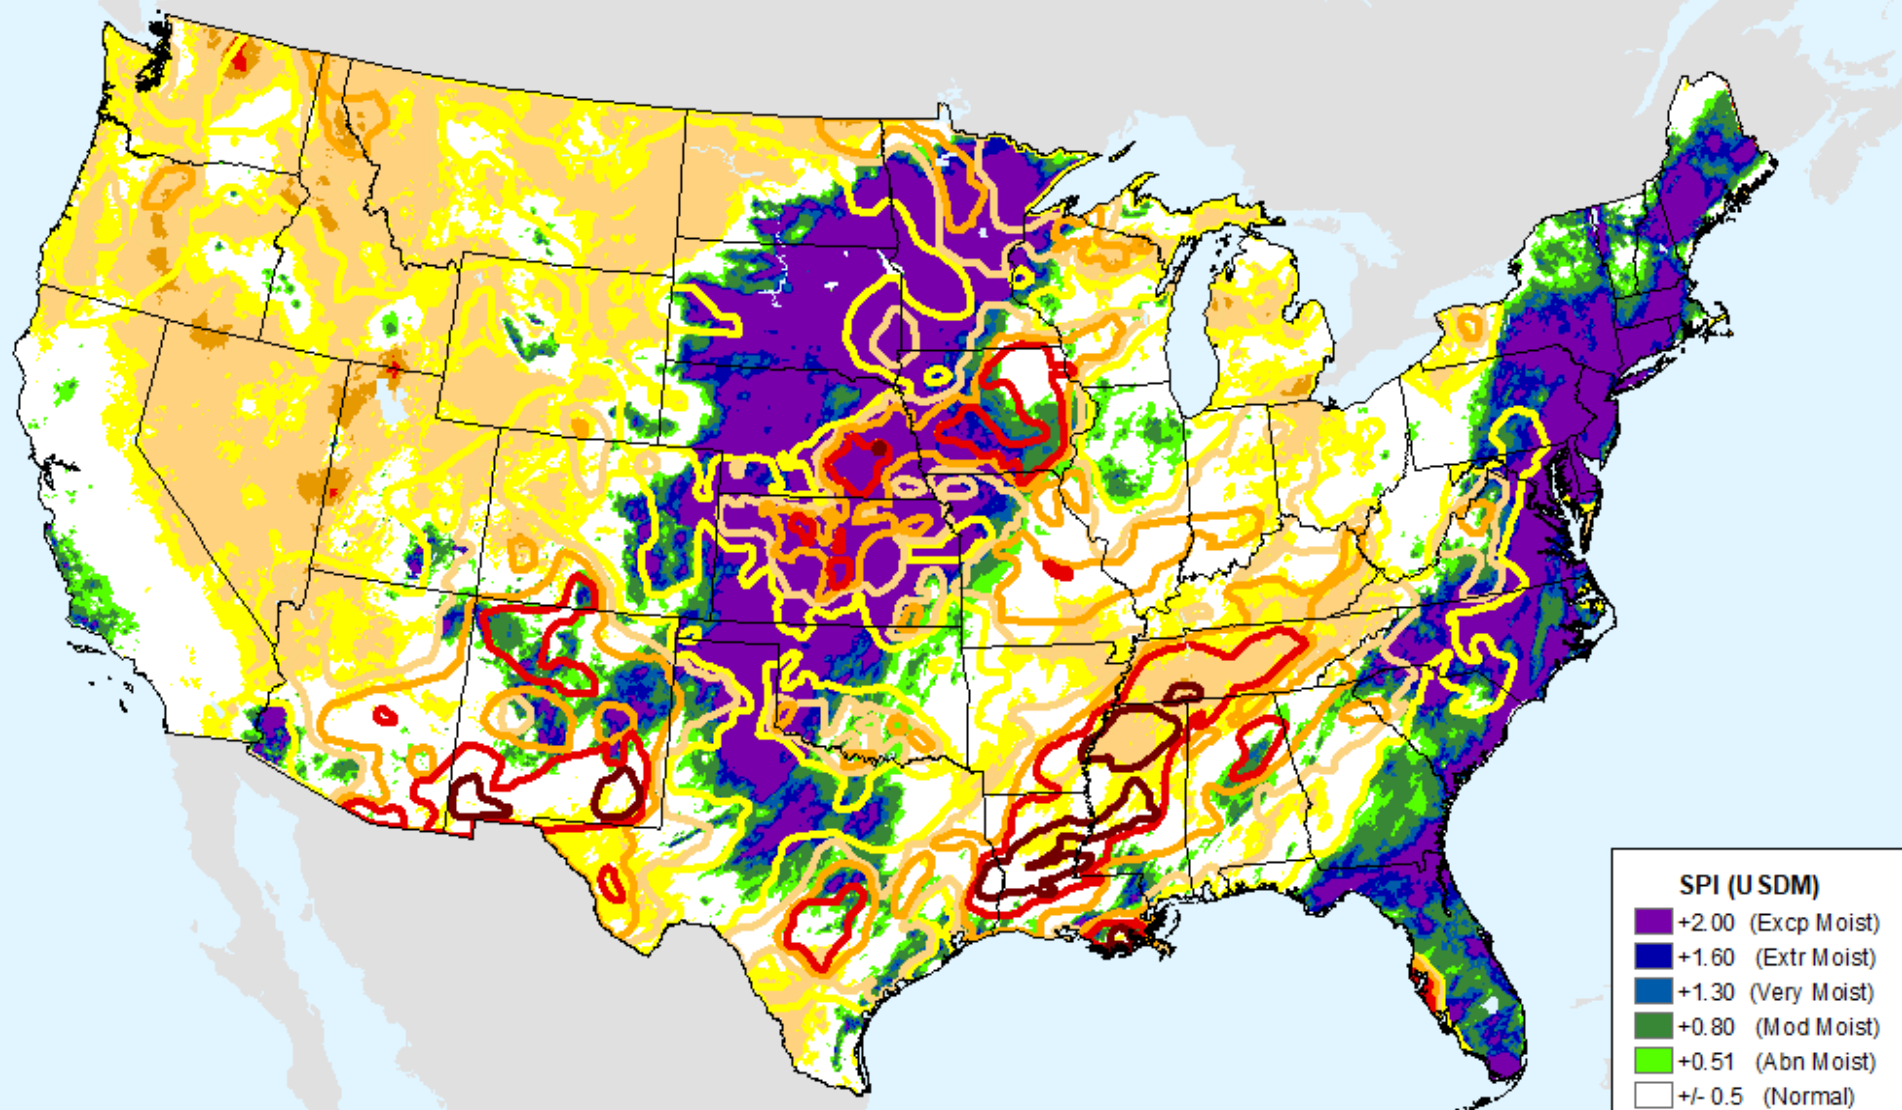 SPI (USDM)
+2.00 (Excp Moist)
+1.60 (Extr Moist)
+1.30 (Very Moist)
+0.80 (Mod Moist)
+0.51 (Abn Moist)
+/- 0.5 (Normal)